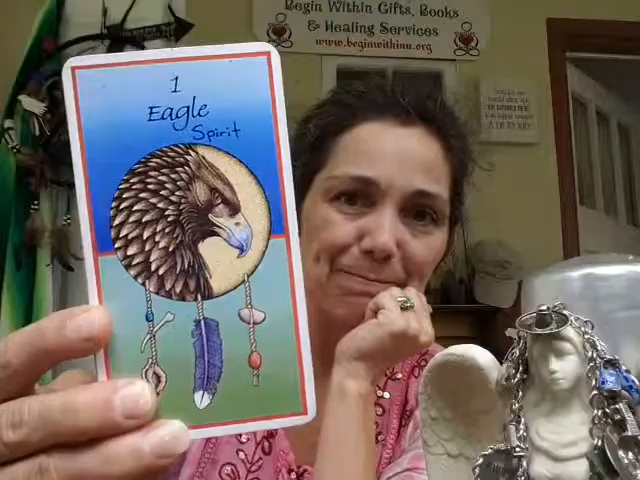 Begin Within Gifts, Books
& Healing Services
www.beginwithinu.org
1
Eagle
Spirit